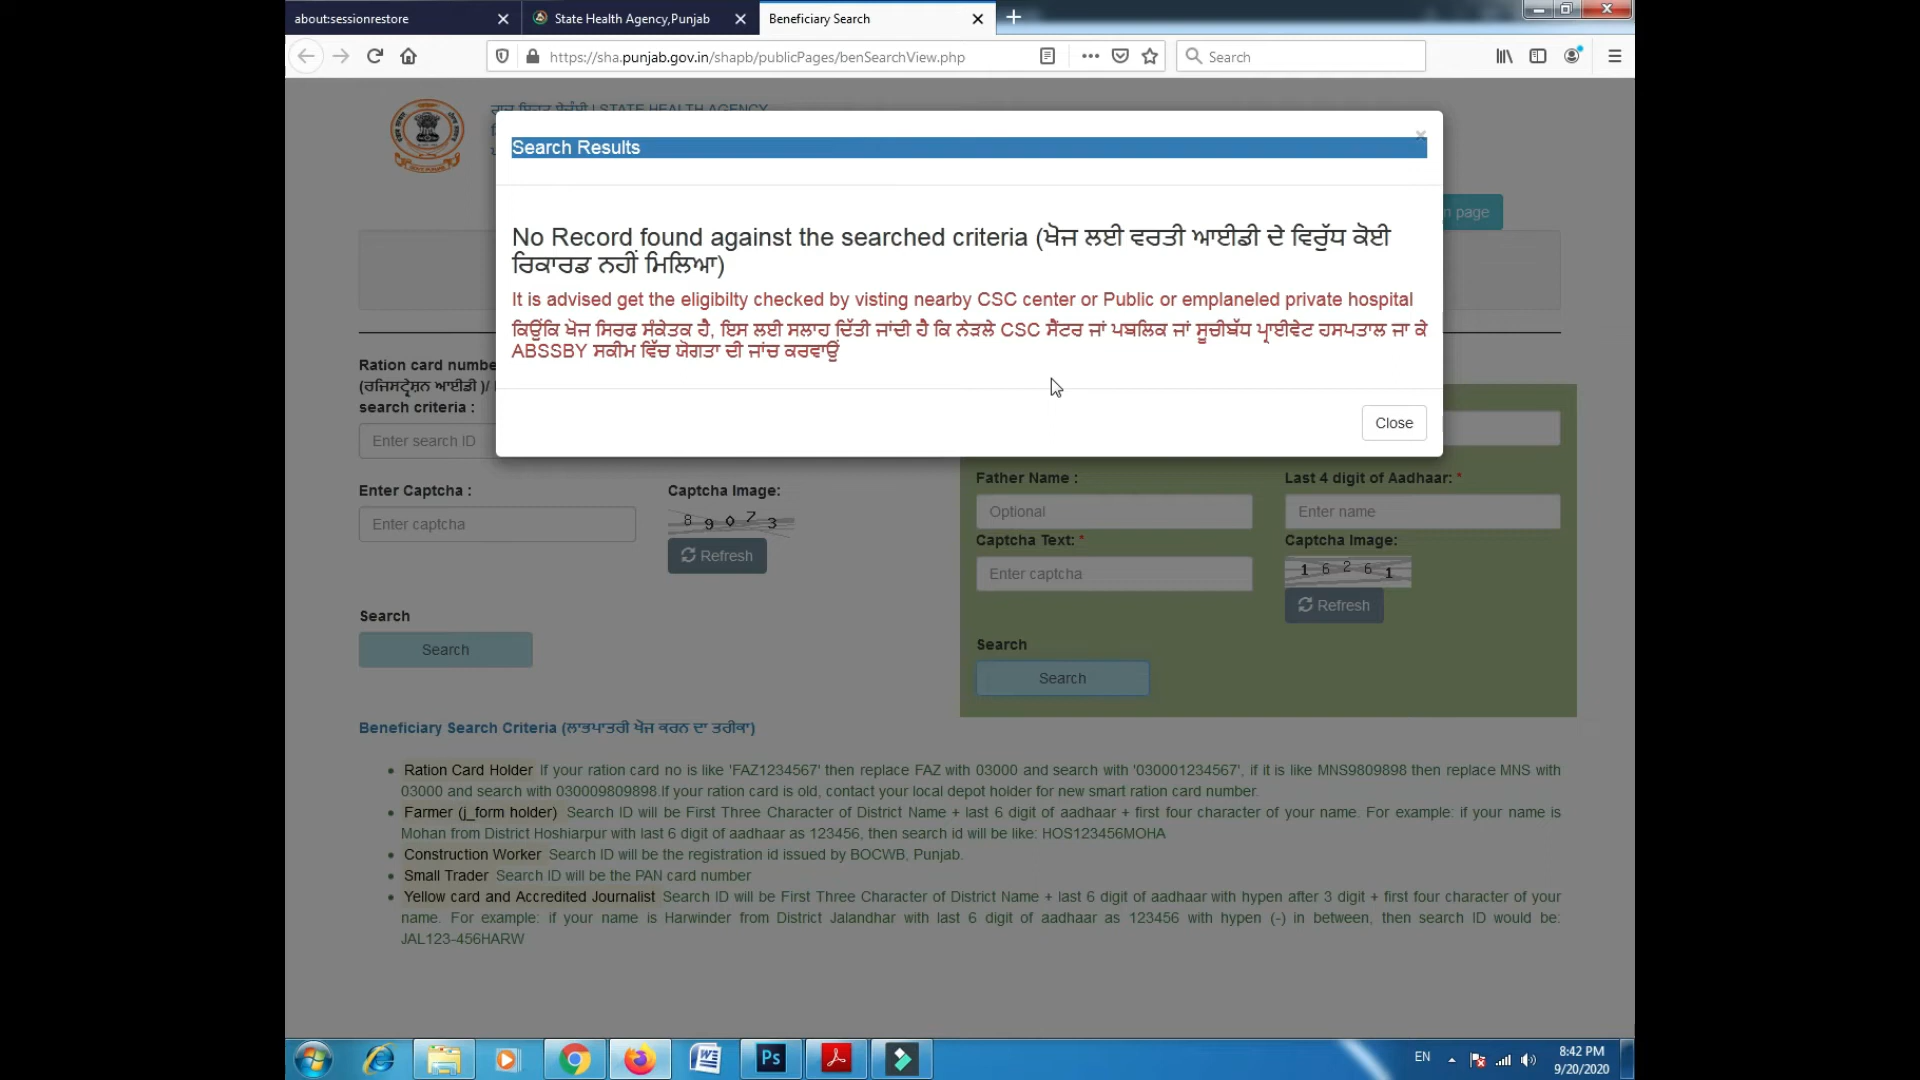 about:sessionrestore
State Health Agency,Punjab
Beneficiary Search
https://sha.punjab.gov.in/shapb/publicPages/benSearchView.php
Search
STATE HEALTH AGENCY
Search Results
n page
No Record found against the searched criteria (ਖੋਜ ਲਈ ਵਰਤੀ ਆਈਡੀ ਦੇ ਵਿਰੁੱਧ ਕੋਈ
ਰਿਕਾਰਡ ਨਹੀਂ ਮਿਲਿਆ)
It is advised get the eligibilty checked by visting nearby CSC center or Public or emplaneled private hospital
ਕਿਉਂਕਿ ਖੋਜ ਸਿਰਫ ਸੰਕੇਤਕ ਹੈ, ਇਸ ਲਈ ਸਲਾਹ ਦਿੱਤੀ ਜਾਂਦੀ ਹੈ ਕਿ ਨੇੜਲੇ CSC ਸੈਂਟਰ ਜਾਂ ਪਬਲਿਕ ਜਾਂ ਸੂਚੀਬੱਧ ਪ੍ਰਾਈਵੇਟ ਹਸਪਤਾਲ ਜਾ ਕੇ
ABSSBY ਸਕੀਮ ਵਿੱਚ ਯੋਗਤਾ ਦੀ ਜਾਂਚ ਕਰਵਾਉਂ
Close
Ration card numbe
(ਰਜਿਸਟ੍ਰੇਸ਼ਨ ਆਈਡੀ )/
search criteria :
Enter search ID
Enter Captcha :
Captcha Image:
Enter captcha
8 9 0 7 3
Refresh
Search
Search
Father Name :
Last 4 digit of Aadhaar: *
Optional
Enter name
Captcha Text: *
Captcha Image:
Enter captcha
1 6 2 6 1
Refresh
Search
Search
Beneficiary Search Criteria (ਲਾਭਪਾਤਰੀ ਖੋਜ ਕਰਨ ਦਾ ਤਰੀਕਾ)
Ration Card Holder If your ration card no is like 'FAZ1234567' then replace FAZ with 03000 and search with '030001234567', if it is like MNS9809898 then replace MNS with
03000 and search with 030009809898.If your ration card is old, contact your local depot holder for new smart ration card number.
Farmer (j_form holder) Search ID will be First Three Character of District Name + last 6 digit of aadhaar + first four character of your name. For example: if your name is
Mohan from District Hoshiarpur with last 6 digit of aadhaar as 123456, then search id will be like: HOS123456MOHA
Construction Worker Search ID will be the registration id issued by BOCWB, Punjab.
Small Trader Search ID will be the PAN card number
Yellow card and Accredited Journalist Search ID will be First Three Character of District Name + last 6 digit of aadhaar with hypen after 3 digit + first four character of your
name. For example: if your name is Harwinder from District Jalandhar with last 6 digit of aadhaar as 123456 with hypen (-) in between, then search ID would be:
JAL123-456HARW
EN
8:42 PM
9/20/2020